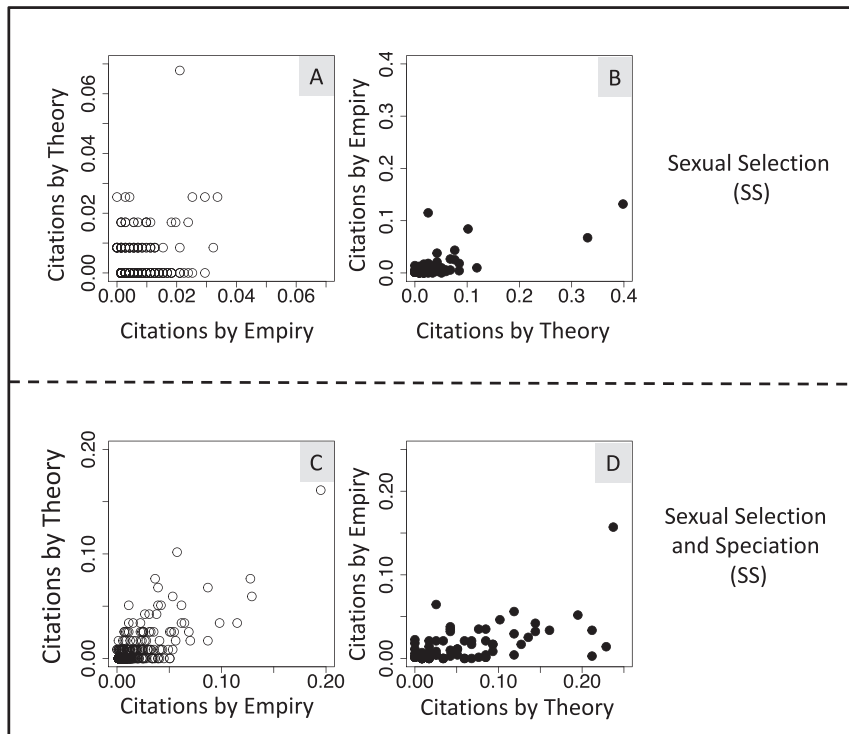 A
Citations by Theory
0.00 0.02 0.04 0.06
0.00 0.02 0.04 0.06
Citations by Empiry
B
Citations by Empiry
0.0 0.1 0.2 0.3 0.4
0.0 0.1 0.2 0.3 0.4
Citations by Theory
Sexual Selection
(SS)
C
Citations by Theory
0.00 0.10 0.20
0.00 0.10 0.20
Citations by Empiry
D
Citations by Empiry
0.00 0.10 0.20
0.00 0.10 0.20
Citations by Theory
Sexual Selection
and Speciation
(SS)